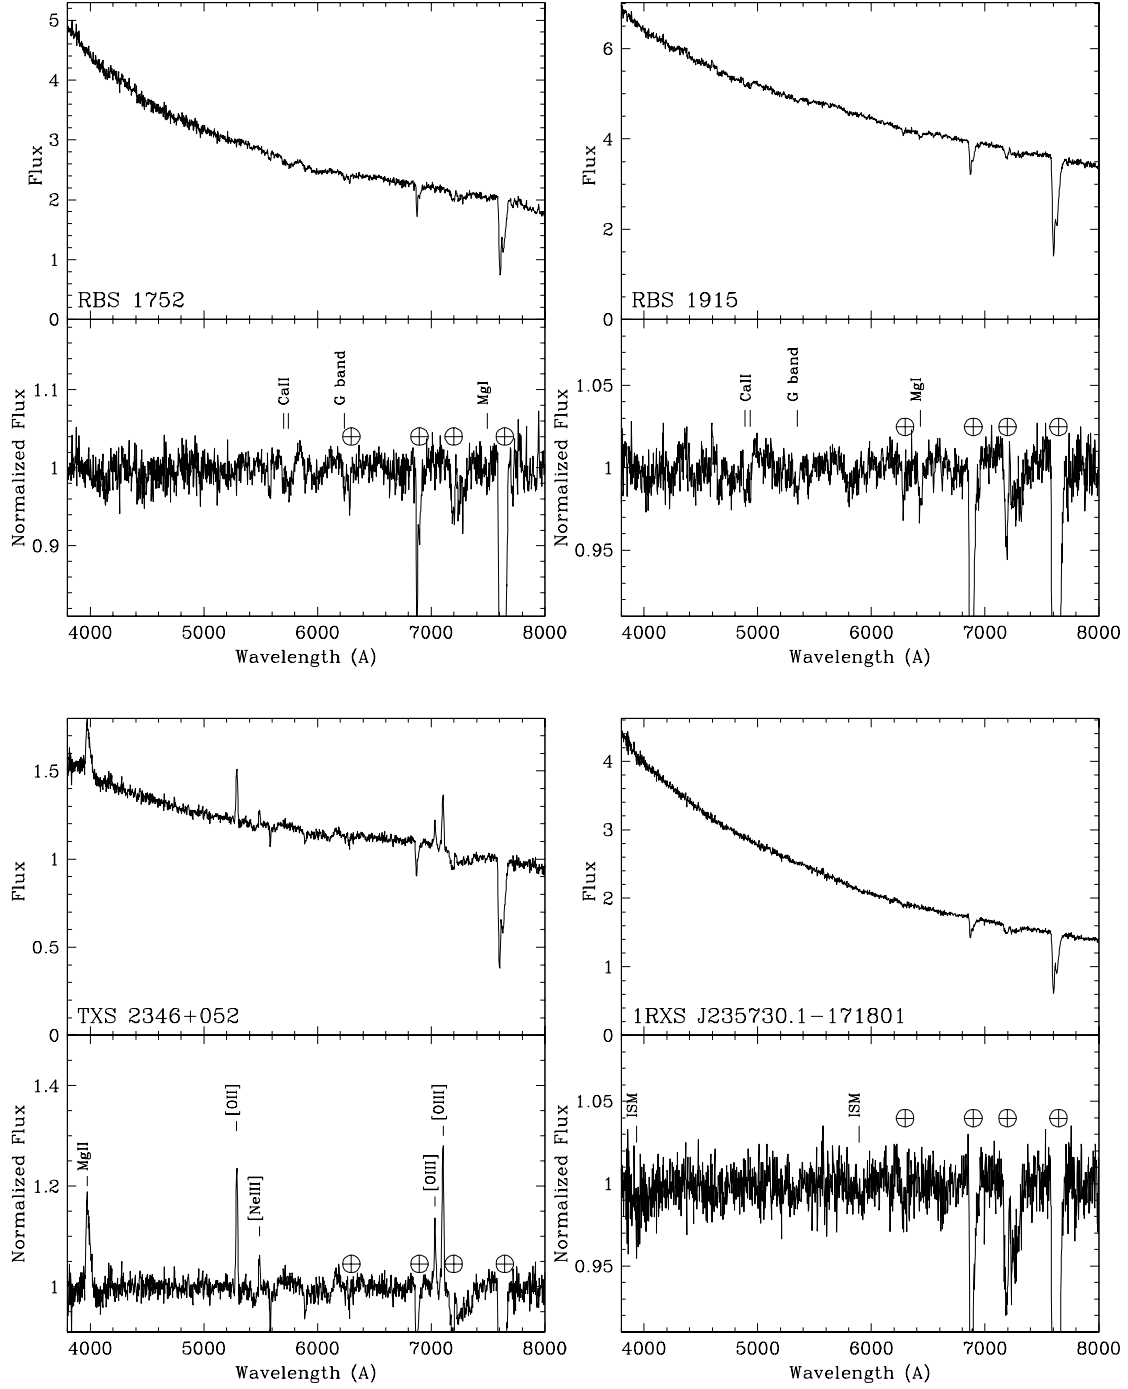 5
4
3
2
1
0
Flux
RBS 1752
6
4
2
0
Flux
RBS 1915
1.1
1
0.9
Normalized Flux
CaII
G band
MgI
4000 5000 6000 7000 8000
Wavelength (A)
1.05
1
0.95
Normalized Flux
CaII
G band
MgI
4000 5000 6000 7000 8000
Wavelength (A)
1.5
1
0.5
0
Flux
TXS 2346+052
4
3
2
1
0
Flux
1RXS J235730.1−171801
1.4
1.2
1
Normalized Flux
MgII
[OII]
[NeIII]
[OIII]
[OIII]
4000 5000 6000 7000 8000
Wavelength (A)
1.05
1
0.95
Normalized Flux
ISM
ISM
4000 5000 6000 7000 8000
Wavelength (A)